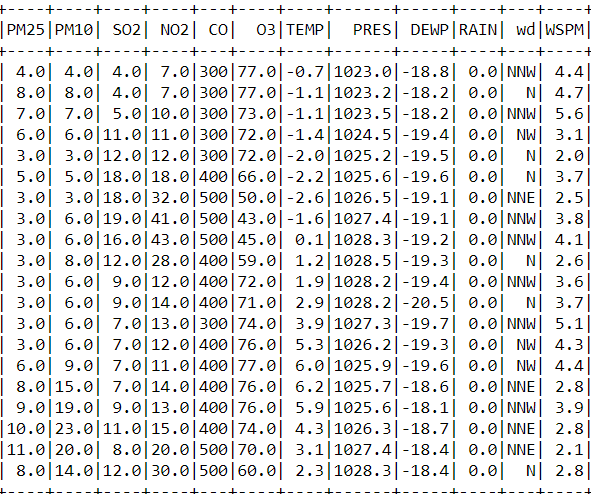 +----+----+----+----+---+----+----+------+-----+----+---+----+
|PM25|PM10| SO2| NO2| CO|  O3|TEMP|  PRES| DEWP|RAIN| wd|WSPM|
+----+----+----+----+---+----+----+------+-----+----+---+----+
| 4.0| 4.0| 4.0| 7.0|300|77.0|-0.7|1023.0|-18.8| 0.0|NNW| 4.4|
| 8.0| 8.0| 4.0| 7.0|300|77.0|-1.1|1023.2|-18.2| 0.0|  N| 4.7|
| 7.0| 7.0| 5.0|10.0|300|73.0|-1.1|1023.5|-18.2| 0.0|NNW| 5.6|
| 6.0| 6.0|11.0|11.0|300|72.0|-1.4|1024.5|-19.4| 0.0| NW| 3.1|
| 3.0| 3.0|12.0|12.0|300|72.0|-2.0|1025.2|-19.5| 0.0|  N| 2.0|
| 5.0| 5.0|18.0|18.0|400|66.0|-2.2|1025.6|-19.6| 0.0|  N| 3.7|
| 3.0| 3.0|18.0|32.0|500|50.0|-2.6|1026.5|-19.1| 0.0|NNE| 2.5|
| 3.0| 6.0|19.0|41.0|500|43.0|-1.6|1027.4|-19.1| 0.0|NNW| 3.8|
| 3.0| 6.0|16.0|43.0|500|45.0| 0.1|1028.3|-19.2| 0.0|NNW| 4.1|
| 3.0| 8.0|12.0|28.0|400|59.0| 1.2|1028.5|-19.3| 0.0|  N| 2.6|
| 3.0| 6.0| 9.0|12.0|400|72.0| 1.9|1028.2|-19.4| 0.0|NNW| 3.6|
| 3.0| 6.0| 9.0|14.0|400|71.0| 2.9|1028.2|-20.5| 0.0|  N| 3.7|
| 3.0| 6.0| 7.0|13.0|300|74.0| 3.9|1027.3|-19.7| 0.0|NNW| 5.1|
| 3.0| 6.0| 7.0|12.0|400|76.0| 5.3|1026.2|-19.3| 0.0| NW| 4.3|
| 6.0| 9.0| 7.0|11.0|400|77.0| 6.0|1025.9|-19.6| 0.0| NW| 4.4|
| 8.0|15.0| 7.0|14.0|400|76.0| 6.2|1025.7|-18.6| 0.0|NNE| 2.8|
| 9.0|19.0| 9.0|13.0|400|76.0| 5.9|1025.6|-18.1| 0.0|NNW| 3.9|
|10.0|23.0|11.0|15.0|400|74.0| 4.3|1026.3|-18.7| 0.0|NNE| 2.8|
|11.0|20.0| 8.0|20.0|500|70.0| 3.1|1027.4|-18.4| 0.0|NNE| 2.1|
| 8.0|14.0|12.0|30.0|500|60.0| 2.3|1028.3|-18.4| 0.0|  N| 2.8|
+----+----+----+----+---+----+----+------+-----+----+---+----+